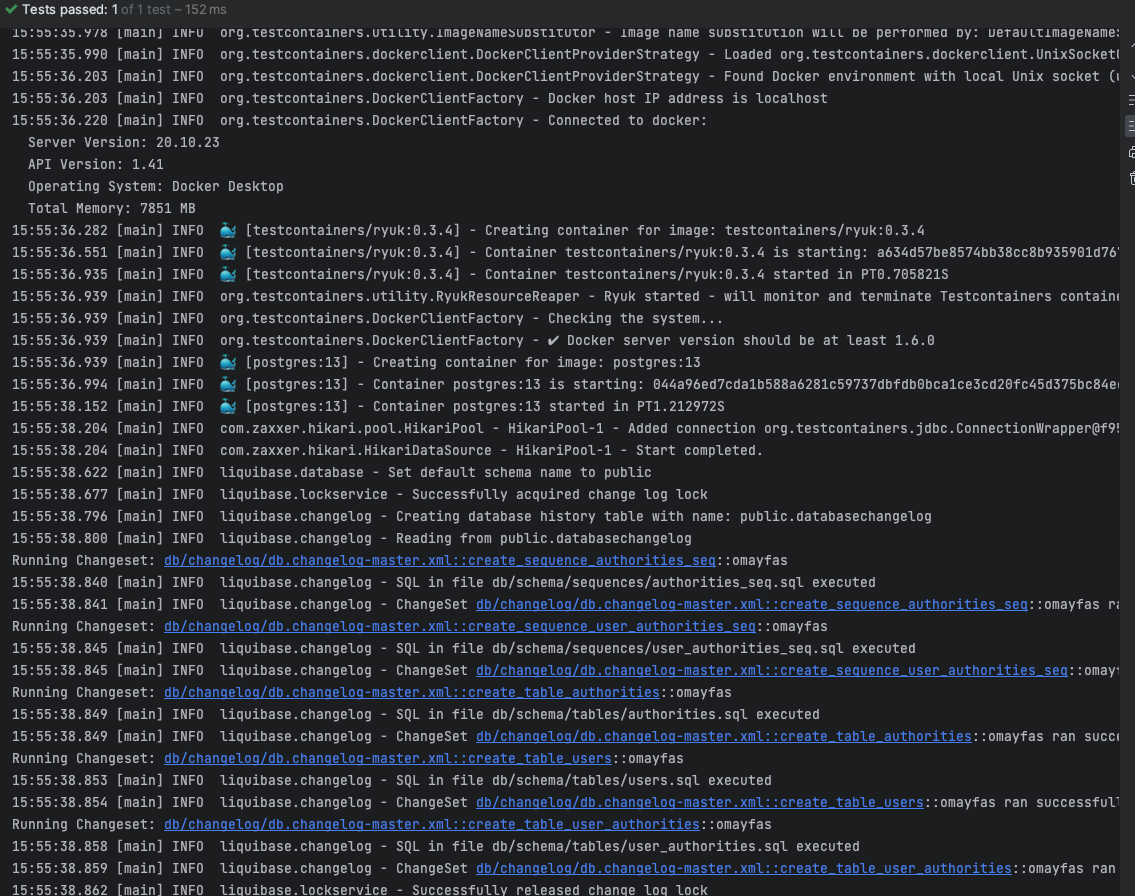 Tests passed: 1 of 1 test – 152 ms
15:55:35.978 [main] INFO  org.testcontainers.utility.ImageNameSubstitutor - Image name substitution will be performed by: DefaultImageNameS
15:55:35.990 [main] INFO  org.testcontainers.dockerclient.DockerClientProviderStrategy - Loaded org.testcontainers.dockerclient.UnixSocket
15:55:36.203 [main] INFO  org.testcontainers.dockerclient.DockerClientProviderStrategy - Found Docker environment with local Unix socket (
15:55:36.203 [main] INFO  org.testcontainers.DockerClientFactory - Docker host IP address is localhost
15:55:36.220 [main] INFO  org.testcontainers.DockerClientFactory - Connected to docker:
Server Version: 20.10.23
API Version: 1.41
Operating System: Docker Desktop
Total Memory: 7851 MB
15:55:36.282 [main] INFO  🐳 [testcontainers/ryuk:0.3.4] - Creating container for image: testcontainers/ryuk:0.3.4
15:55:36.551 [main] INFO  🐳 [testcontainers/ryuk:0.3.4] - Container testcontainers/ryuk:0.3.4 is starting: a634d57be8574bb38cc8b935901d76
15:55:36.935 [main] INFO  🐳 [testcontainers/ryuk:0.3.4] - Container testcontainers/ryuk:0.3.4 started in PT0.705821S
15:55:36.939 [main] INFO  org.testcontainers.utility.RyukResourceReaper - Ryuk started - will monitor and terminate Testcontainers containe
15:55:36.939 [main] INFO  org.testcontainers.DockerClientFactory - Checking the system...
15:55:36.939 [main] INFO  org.testcontainers.DockerClientFactory - ✔ Docker server version should be at least 1.6.0
15:55:36.939 [main] INFO  🐳 [postgres:13] - Creating container for image: postgres:13
15:55:36.994 [main] INFO  🐳 [postgres:13] - Container postgres:13 is starting: 044a96ed7cda1b588a6281c59737dbfdb0bca1ce3cd20fc45d375bc84e
15:55:38.152 [main] INFO  🐳 [postgres:13] - Container postgres:13 started in PT1.212972S
15:55:38.204 [main] INFO  com.zaxxer.hikari.pool.HikariPool - HikariPool-1 - Added connection org.testcontainers.jdbc.ConnectionWrapper@f95
15:55:38.204 [main] INFO  com.zaxxer.hikari.HikariDataSource - HikariPool-1 - Start completed.
15:55:38.622 [main] INFO  liquibase.database - Set default schema name to public
15:55:38.677 [main] INFO  liquibase.lockservice - Successfully acquired change log lock
15:55:38.796 [main] INFO  liquibase.changelog - Creating database history table with name: public.databasechangelog
15:55:38.800 [main] INFO  liquibase.changelog - Reading from public.databasechangelog
Running Changeset: db/changelog/db.changelog-master.xml::create_sequence_authorities_seq::omayfas
15:55:38.840 [main] INFO  liquibase.changelog - SQL in file db/schema/sequences/authorities_seq.sql executed
15:55:38.841 [main] INFO  liquibase.changelog - ChangeSet db/changelog/db.changelog-master.xml::create_sequence_authorities_seq::omayfas ra
Running Changeset: db/changelog/db.changelog-master.xml::create_sequence_user_authorities_seq::omayfas
15:55:38.845 [main] INFO  liquibase.changelog - SQL in file db/schema/sequences/user_authorities_seq.sql executed
15:55:38.845 [main] INFO  liquibase.changelog - ChangeSet db/changelog/db.changelog-master.xml::create_sequence_user_authorities_seq::omayf
Running Changeset: db/changelog/db.changelog-master.xml::create_table_authorities::omayfas
15:55:38.849 [main] INFO  liquibase.changelog - SQL in file db/schema/tables/authorities.sql executed
15:55:38.849 [main] INFO  liquibase.changelog - ChangeSet db/changelog/db.changelog-master.xml::create_table_authorities::omayfas ran succe
Running Changeset: db/changelog/db.changelog-master.xml::create_table_users::omayfas
15:55:38.853 [main] INFO  liquibase.changelog - SQL in file db/schema/tables/users.sql executed
15:55:38.854 [main] INFO  liquibase.changelog - ChangeSet db/changelog/db.changelog-master.xml::create_table_users::omayfas ran successful
Running Changeset: db/changelog/db.changelog-master.xml::create_table_user_authorities::omayfas
15:55:38.858 [main] INFO  liquibase.changelog - SQL in file db/schema/tables/user_authorities.sql executed
15:55:38.859 [main] INFO  liquibase.changelog - ChangeSet db/changelog/db.changelog-master.xml::create_table_user_authorities::omayfas ran
15:55:38.862 [main] INFO  liquibase.lockservice - Successfully released change log lock